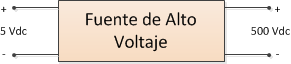 + Fuente de Alto +
5 Vdc Voltaje 500 Vdc
- -